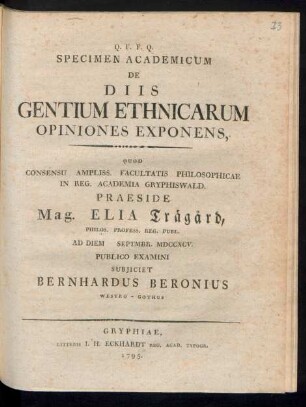 33
Q. F. F. Q.
SPECIMEN ACADEMICUM
DE
DIIS
GENTIUM ETHNICARUM
OPINIONES EXPONENS,
QUOD
CONSENSU AMPLISS. FACULTATIS PHILOSOPHICAE
IN REG. ACADEMIA GRYPHISWALD.
PRAESIDE
Mag. ELIA Trägård,
PHILOS. PROFESS. REG. PUBL.
AD DIEM SEPTMBR. MDCCXCV.
PUBLICO EXAMINI
SUBJICIET
BERNHARDUS BERONIUS
WESTRO-GOTHUS
GRYPHIAE,
LITTERIS I. H. ECKHARDT REG. ACAD. TYPOGR.
1795.